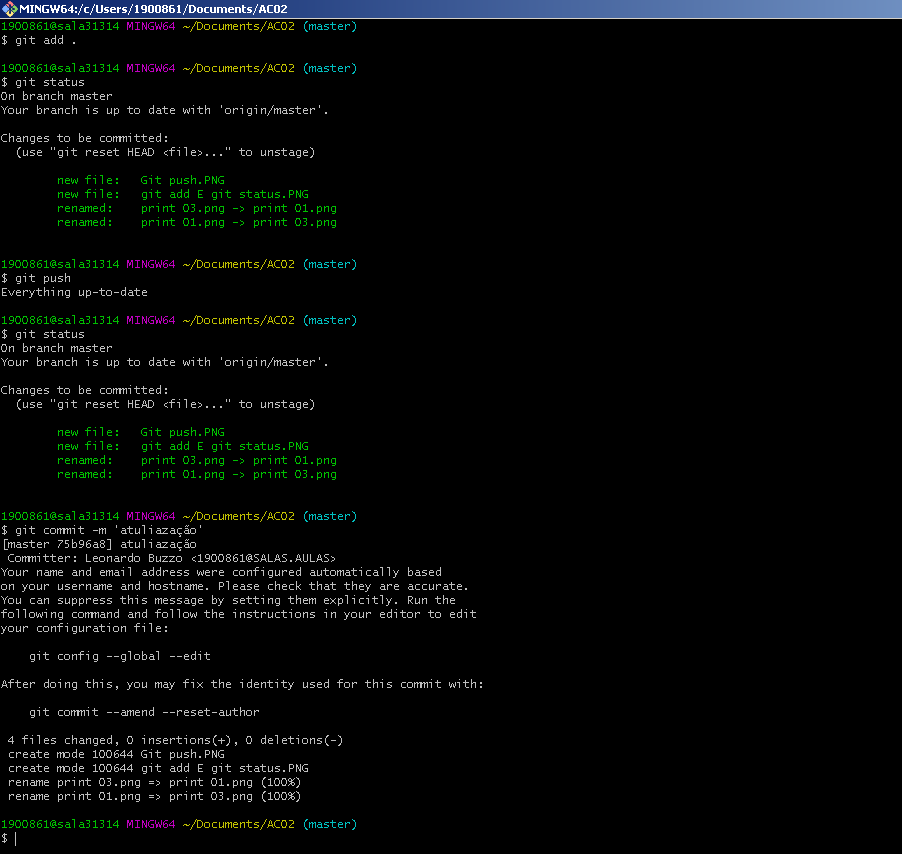 MINGW64:/c/Users/1900861/Documents/AC02
1900861@sala31314 MINGW64 ~/Documents/AC02 (master)
$ git add .
1900861@sala31314 MINGW64 ~/Documents/AC02 (master)
$ git status
On branch master
Your branch is up to date with 'origin/master'.
Changes to be committed:
  (use "git reset HEAD <file>..." to unstage)
        new file:   Git push.PNG
        new file:   git add E git status.PNG
        renamed:    print 03.png -> print 01.png
        renamed:    print 01.png -> print 03.png
1900861@sala31314 MINGW64 ~/Documents/AC02 (master)
$ git push
Everything up-to-date
1900861@sala31314 MINGW64 ~/Documents/AC02 (master)
$ git status
On branch master
Your branch is up to date with 'origin/master'.
Changes to be committed:
  (use "git reset HEAD <file>..." to unstage)
        new file:   Git push.PNG
        new file:   git add E git status.PNG
        renamed:    print 03.png -> print 01.png
        renamed:    print 01.png -> print 03.png
1900861@sala31314 MINGW64 ~/Documents/AC02 (master)
$ git commit -m 'atuliazação'
[master 75b96a8] atuliazação
 Committer: Leonardo Buzzo <1900861@SALAS.AULAS>
Your name and email address were configured automatically based
on your username and hostname. Please check that they are accurate.
You can suppress this message by setting them explicitly. Run the
following command and follow the instructions in your editor to edit
your configuration file:
    git config --global --edit
After doing this, you may fix the identity used for this commit with:
    git commit --amend --reset-author
 4 files changed, 0 insertions(+), 0 deletions(-)
 create mode 100644 Git push.PNG
 create mode 100644 git add E git status.PNG
 rename print 03.png => print 01.png (100%)
 rename print 01.png => print 03.png (100%)
1900861@sala31314 MINGW64 ~/Documents/AC02 (master)
$